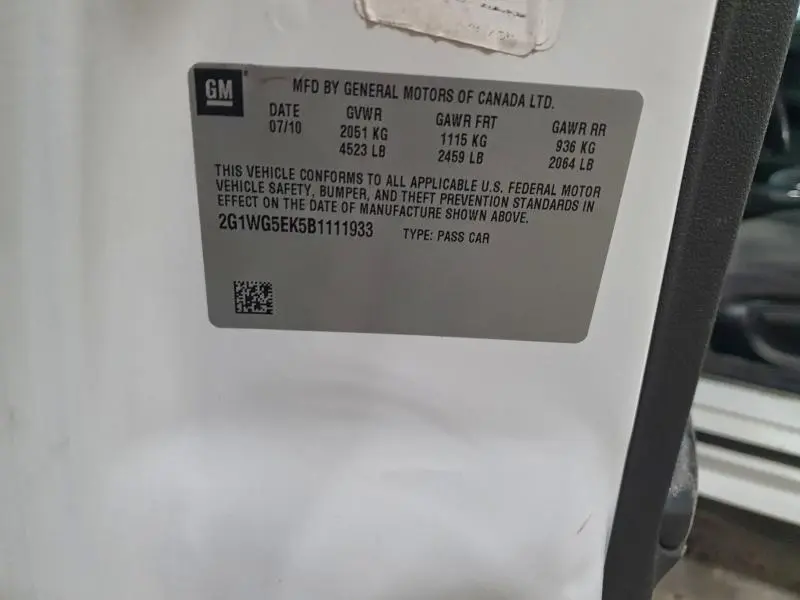 GM
MFD BY GENERAL MOTORS OF CANADA LTD.
DATE GVWR GAWR FRT GAWR RR
07/10 2051 KG 1115 KG 936 KG
4523 LB 2459 LB 2064 LB
THIS VEHICLE CONFORMS TO ALL APPLICABLE U.S. FEDERAL MOTOR
VEHICLE SAFETY, BUMPER, AND THEFT PREVENTION STANDARDS IN
EFFECT ON THE DATE OF MANUFACTURE SHOWN ABOVE.
2G1WG5EK5B1111933 TYPE: PASS CAR